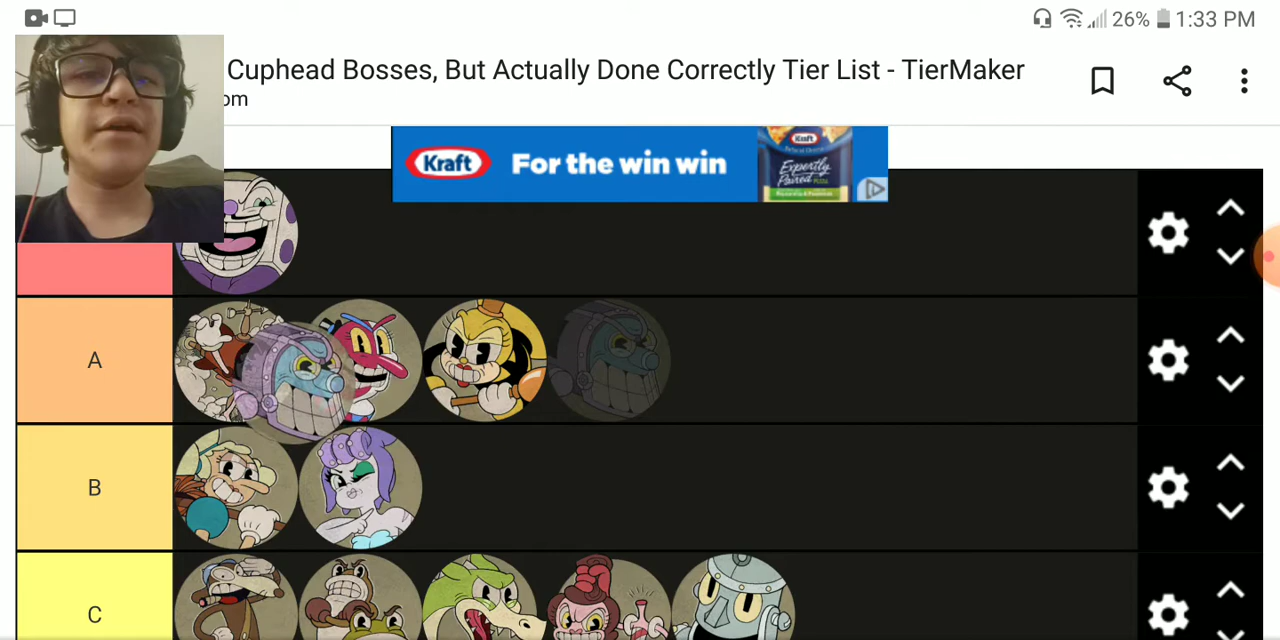 26% 1:33 PM
Cuphead Bosses, But Actually Done Correctly Tier List - TierMaker
om
Kraft For the win win
Kraft
Expertly
Paired
A
B
C